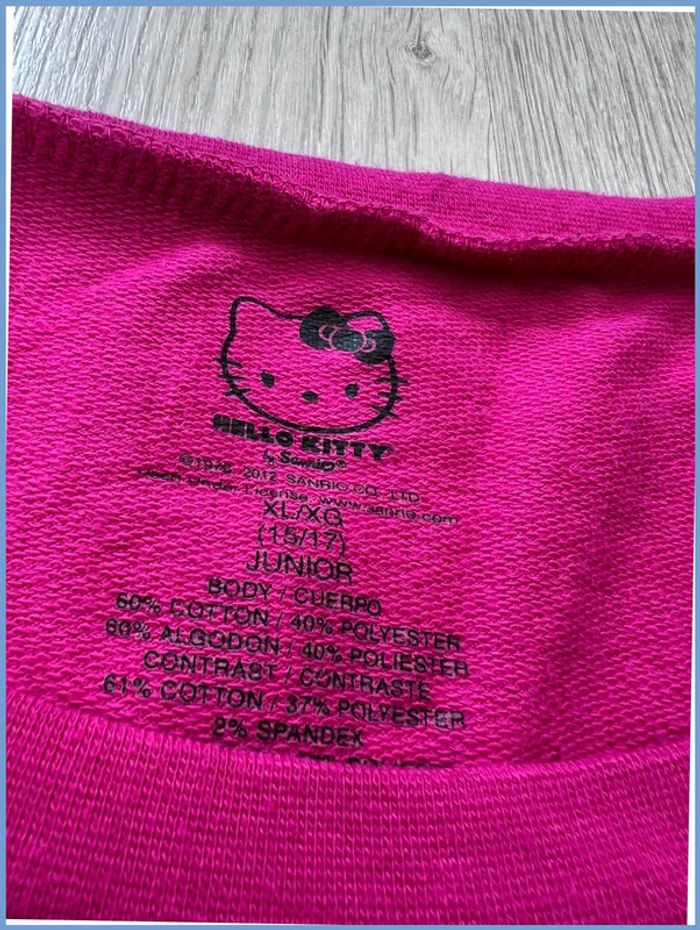 HELLO KITTY
by Sanrio®
©1976, 2012 SANRIO CO., LTD.
Used Under License www.sanrio.com
XL/XG
(15/17)
JUNIOR
BODY / CUERPO
60% COTTON / 40% POLYESTER
60% ALGODON / 40% POLIESTER
CONTRAST / CONTRASTE
61% COTTON / 37% POLYESTER
2% SPANDEX